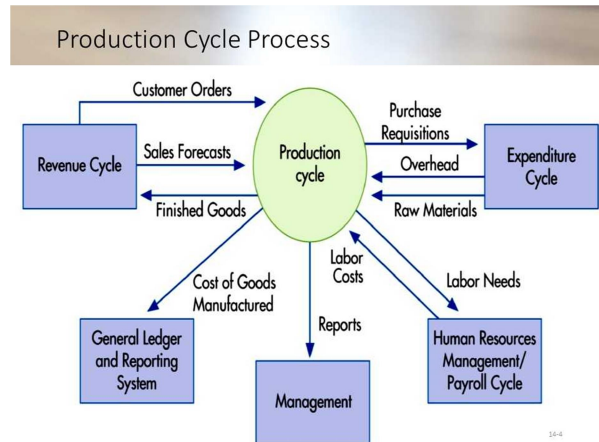 Production Cycle Process
Customer Orders
Revenue Cycle
Sales Forecasts
Finished Goods
Production
cycle
Purchase
Requisitions
Overhead
Raw Materials
Expenditure
Cycle
Cost of Goods
Manufactured
Labor
Costs
Labor Needs
Reports
General Ledger
and Reporting
System
Management
Human Resources
Management/
Payroll Cycle
14-4